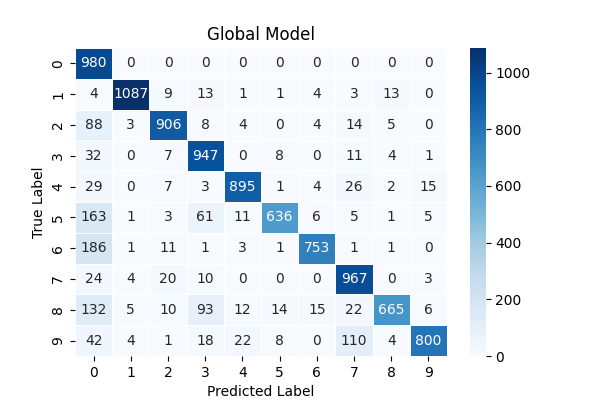 Global Model
0 980 0 0 0 0 0 0 0 0 0
1 4 1087 9 13 1 1 4 3 13 0
2 88 3 906 8 4 0 4 14 5 0
3 32 0 7 947 0 8 0 11 4 1
4 29 0 7 3 895 1 4 26 2 15
5 163 1 3 61 11 636 6 5 1 5
6 186 1 11 1 3 1 753 1 1 0
7 24 4 20 10 0 0 0 967 0 3
8 132 5 10 93 12 14 15 22 665 6
9 42 4 1 18 22 8 0 110 4 800
0 1 2 3 4 5 6 7 8 9
Predicted Label
True Label
1000
800
600
400
200
0